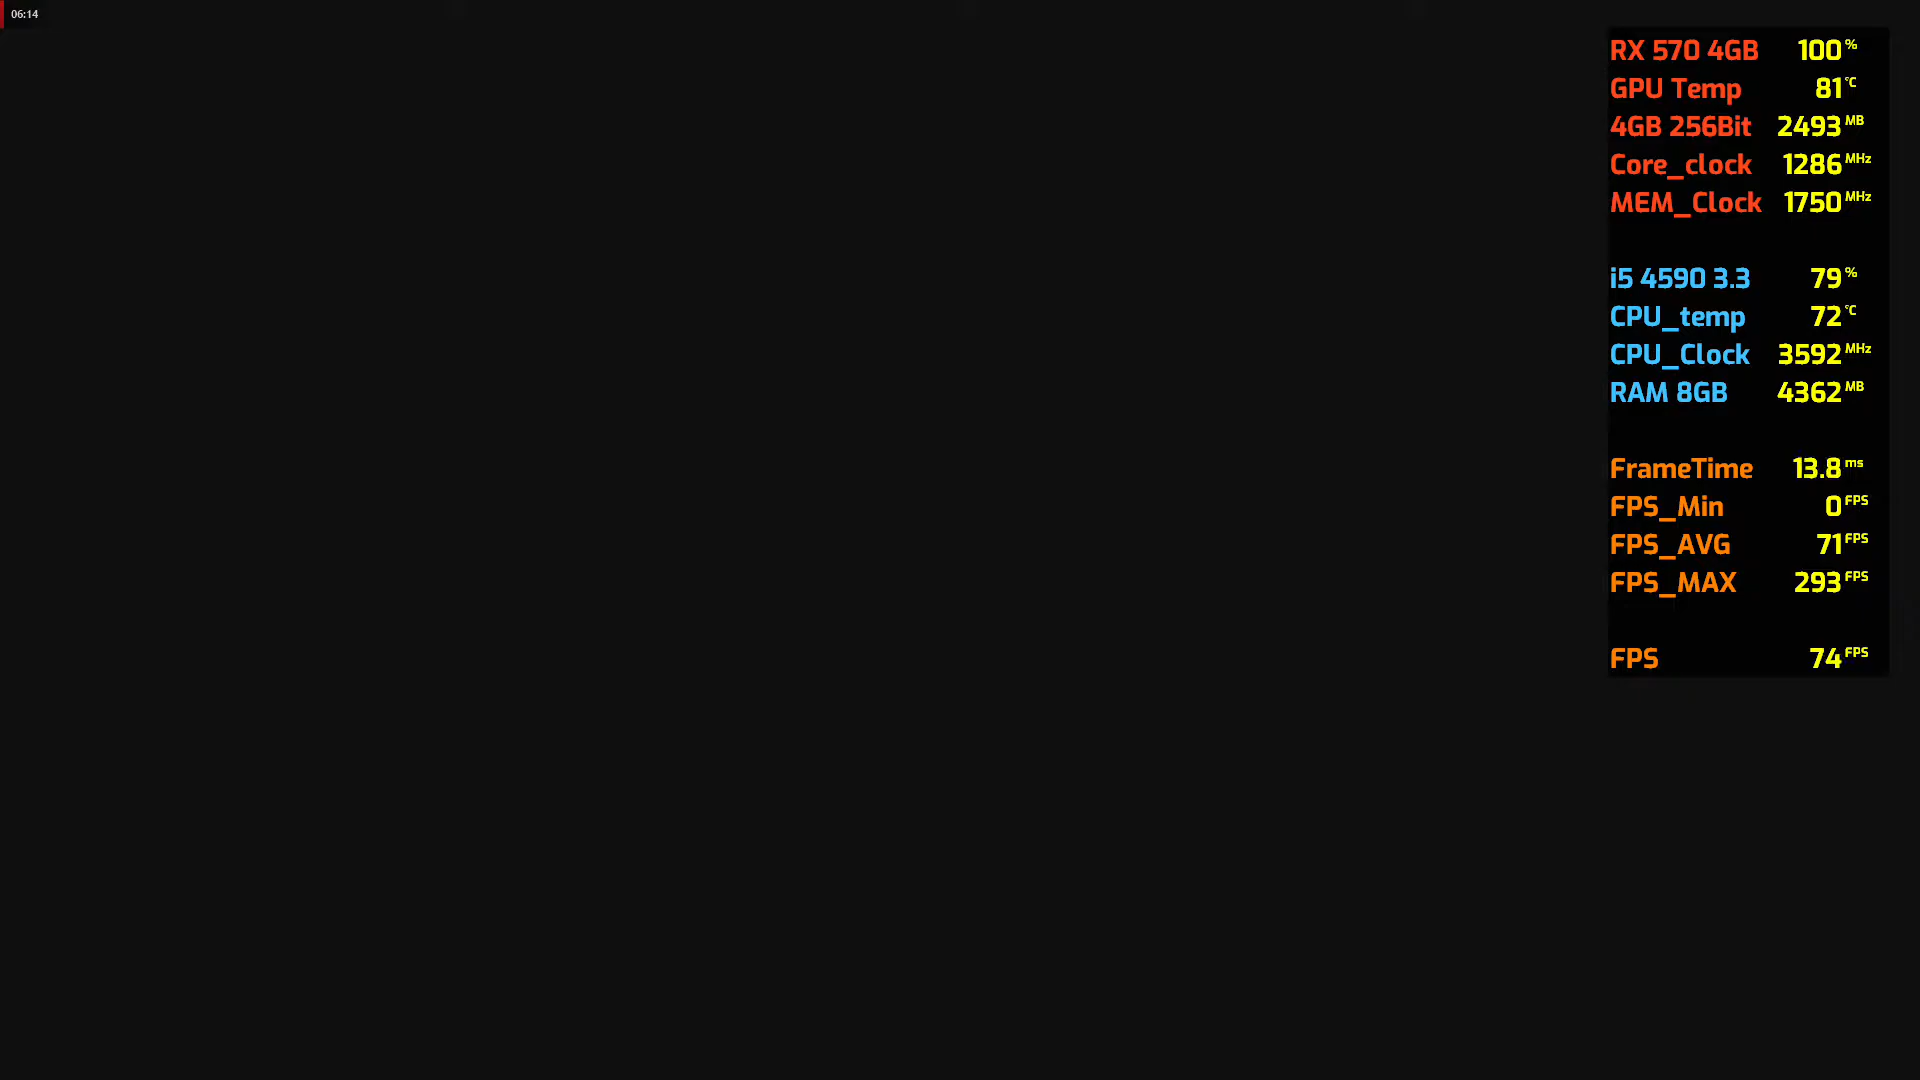 06:14
RX 570 4GB 100 %
GPU Temp 81 °C
4GB 256Bit 2493 MB
Core_clock 1286 MHz
MEM_Clock 1750 MHz
i5 4590 3.3 79 %
CPU_temp 72 °C
CPU_Clock 3592 MHz
RAM 8GB 4362 MB
FrameTime 13.8 ms
FPS_Min 0 FPS
FPS_AVG 71 FPS
FPS_MAX 293 FPS
FPS 74 FPS